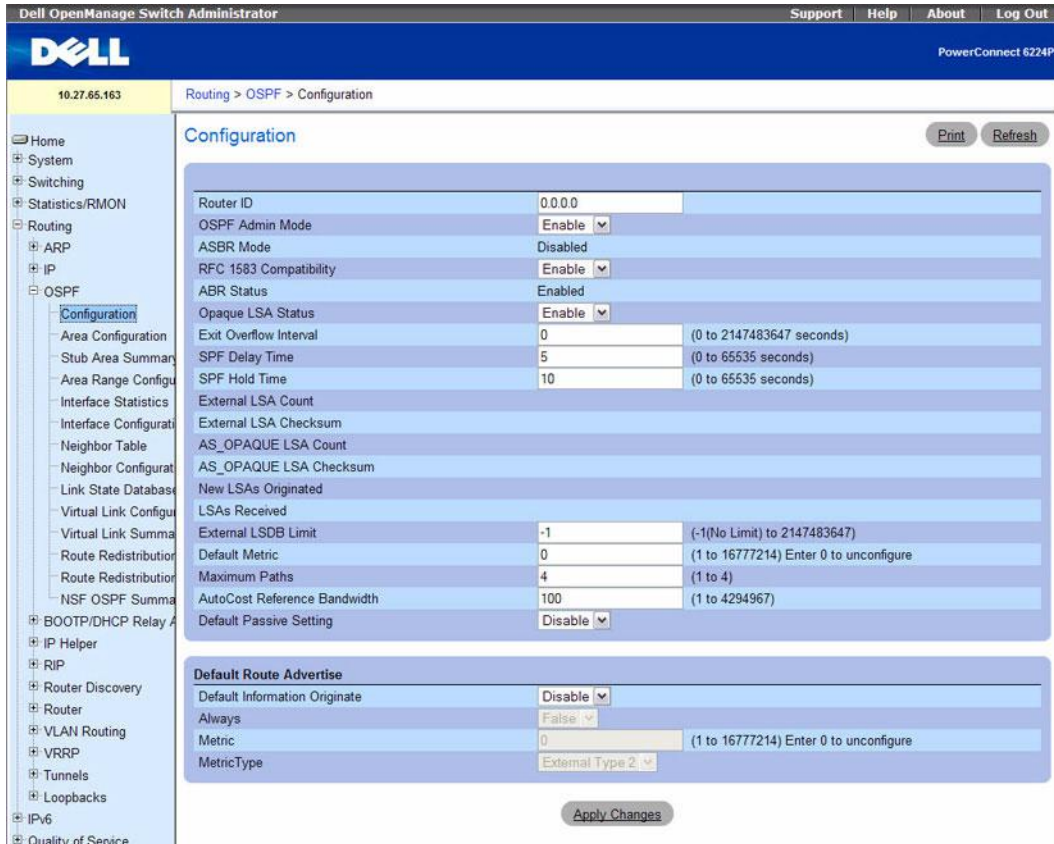 Dell OpenManage Switch Administrator
Support Help About Log Out
DELL
PowerConnect 6224P
10.27.65.163
Routing > OSPF > Configuration
Home
System
Switching
Statistics/RMON
Routing
ARP
IP
OSPF
Configuration
Area Configuration
Stub Area Summary
Area Range Configu
Interface Statistics
Interface Configurati
Neighbor Table
Neighbor Configurat
Link State Database
Virtual Link Configu
Virtual Link Summa
Route Redistribution
Route Redistribution
NSF OSPF Summa
BOOTP/DHCP Relay A
IP Helper
RIP
Router Discovery
Router
VLAN Routing
VRRP
Tunnels
Loopbacks
IPv6
Quality of Service
Configuration
Print Refresh
Router ID 0.0.0.0
OSPF Admin Mode Enable
ASBR Mode Disabled
RFC 1583 Compatibility Enable
ABR Status Enabled
Opaque LSA Status Enable
Exit Overflow Interval 0 (0 to 2147483647 seconds)
SPF Delay Time 5 (0 to 65535 seconds)
SPF Hold Time 10 (0 to 65535 seconds)
External LSA Count
External LSA Checksum
AS_OPAQUE LSA Count
AS_OPAQUE LSA Checksum
New LSAs Originated
LSAs Received
External LSDB Limit -1 (-1(No Limit) to 2147483647)
Default Metric 0 (1 to 16777214) Enter 0 to unconfigure
Maximum Paths 4 (1 to 4)
AutoCost Reference Bandwidth 100 (1 to 4294967)
Default Passive Setting Disable
Default Route Advertise
Default Information Originate Disable
Always False
Metric 0 (1 to 16777214) Enter 0 to unconfigure
MetricType External Type 2
Apply Changes